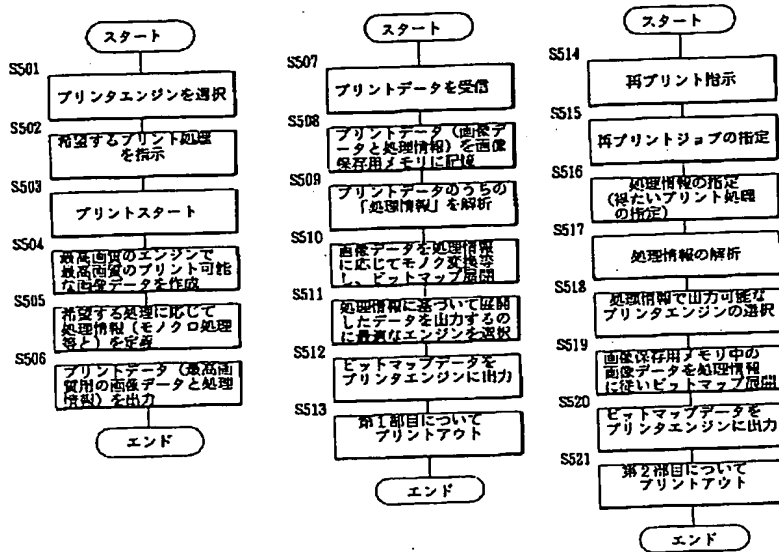 スタート
S501
プリンタエンジンを選択
S502
希望するプリント処理
を指示
S503
プリントスタート
S504
最高画質のエンジンで
最高画質のプリント可能
な画像データを作成
S505
希望する処理に応じて
処理情報(モノクロ処理
等と)を定義
S506
プリントデータ(最高画
質用の画像データと処理
情報)を出力
エンド
スタート
S507
プリントデータを受信
S508
プリントデータ(画像デ
ータと処理情報)を画像
保存用メモリに記憶
S509
プリントデータのうちの
「処理情報」を解析
S510
画像データを処理情報
に応じてモノク変換等
し、ビットマップ展開
S511
処理情報に基づいて展開
したデータを出力するの
に最適なエンジンを選択
S512
ビットマップデータを
プリンタエンジンに出力
S513
第1部目について
プリントアウト
エンド
スタート
S514
再プリント指示
S515
再プリントジョブの指定
S516
処理情報の指定
(得たいプリント処理
の指定)
S517
処理情報の解析
S518
処理情報で出力可能な
プリンタエンジンの選択
S519
画像保存用メモリ中の
画像データを処理情報
に従いビットマップ展開
S520
ビットマップデータを
プリンタエンジンに出力
S521
第2部目について
プリントアウト
エンド